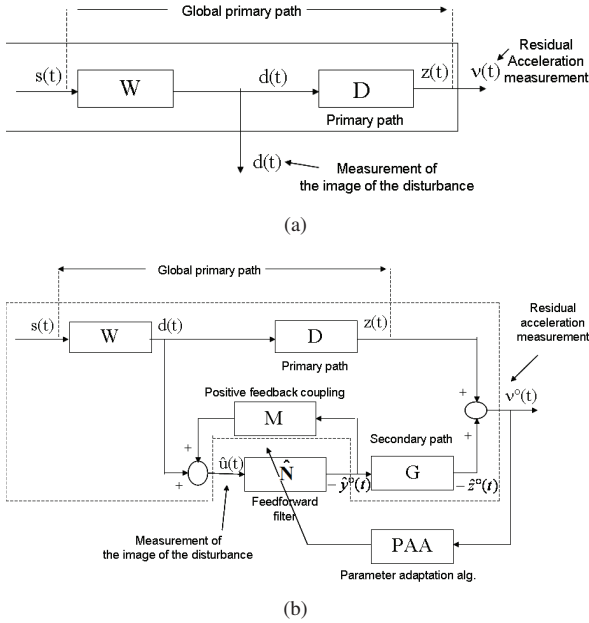 Global primary path
s(t)
W
d(t)
D
z(t)
ν(t)
Residual
Acceleration
measurement
Primary path
d(t)
Measurement of
the image of the disturbance
(a)
Global primary path
s(t)
W
d(t)
D
z(t)
Primary path
Residual
acceleration
measurement
ν°(t)
Positive feedback coupling
M
+
+
+
+
û(t)
N̂
Feedforward
filter
− ŷ°(t)
Secondary path
G
− ẑ°(t)
Measurement of
the image of the disturbance
PAA
Parameter adaptation alg.
(b)